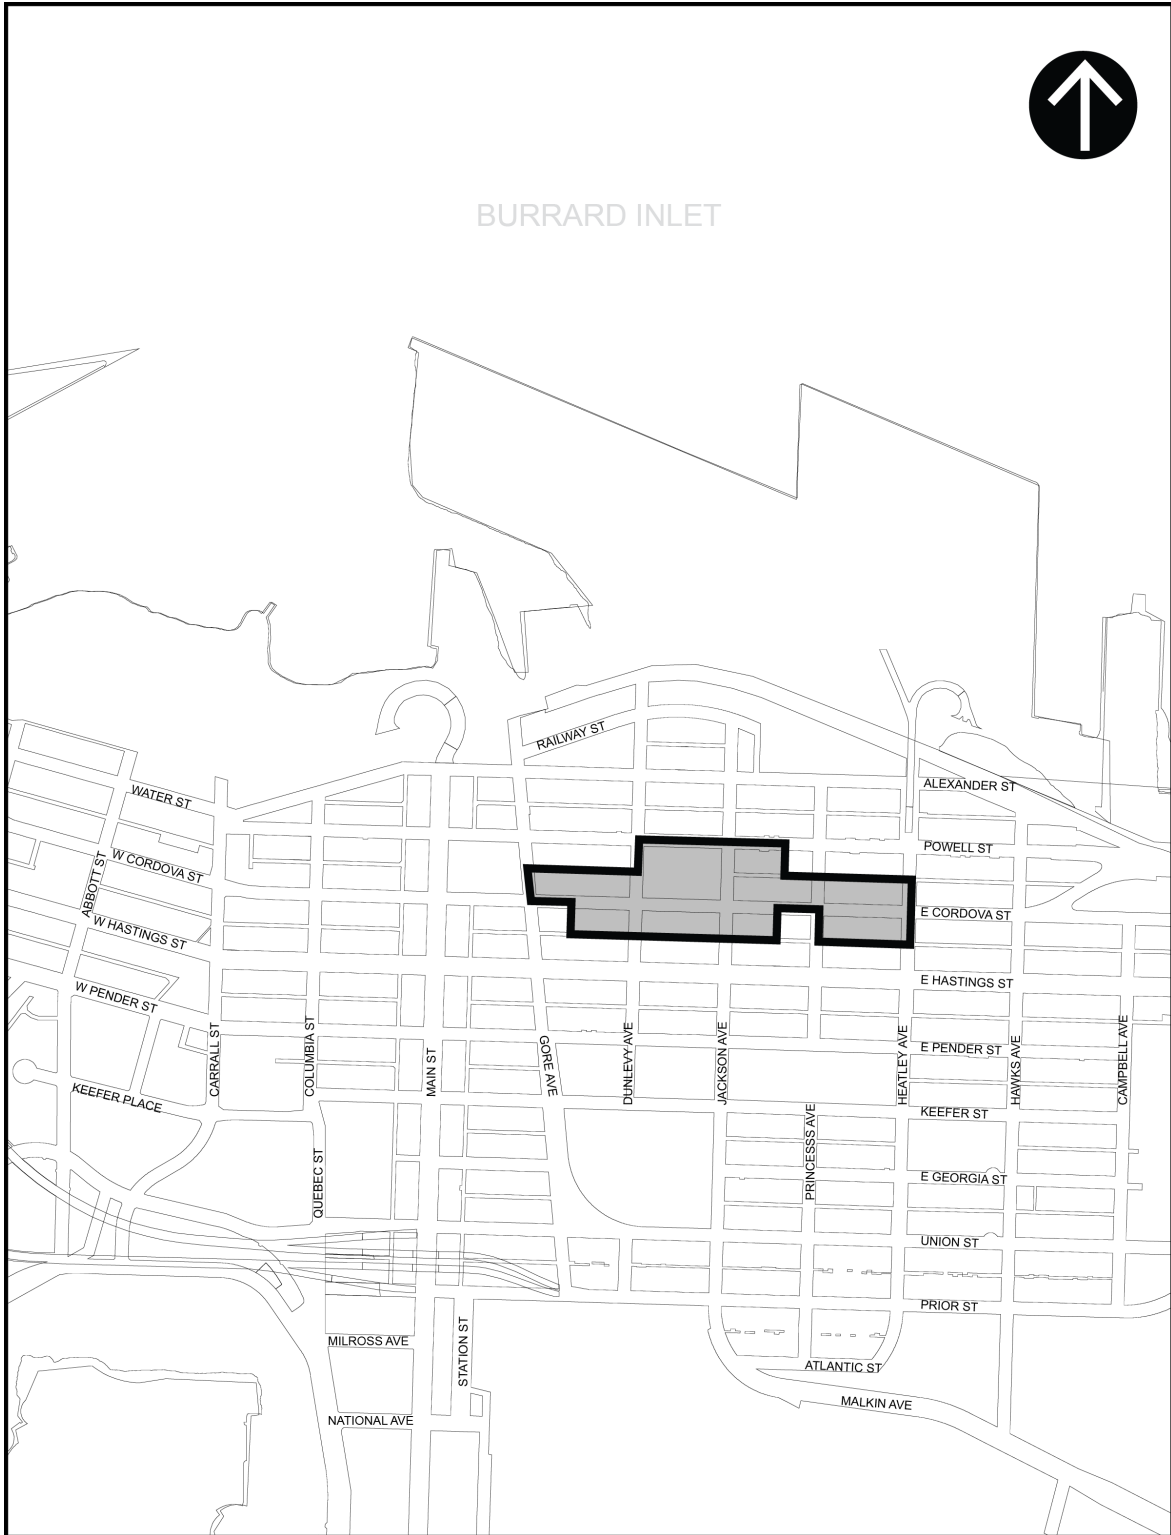 BURRARD INLET
RAILWAY ST
ALEXANDER ST
WATER ST
POWELL ST
W CORDOVA ST
ABBOTT ST
E CORDOVA ST
W HASTINGS ST
E HASTINGS ST
W PENDER ST
CARRALL ST
COLUMBIA ST
MAIN ST
GORE AVE
DUNLEVY AVE
JACKSON AVE
HEATLEY AVE
E PENDER ST
HAWKS AVE
CAMPBELL AVE
KEEFER PLACE
KEEFER ST
PRINCESS AVE
QUEBEC ST
E GEORGIA ST
UNION ST
PRIOR ST
MILROSS AVE
STATION ST
ATLANTIC ST
MALKIN AVE
NATIONAL AVE